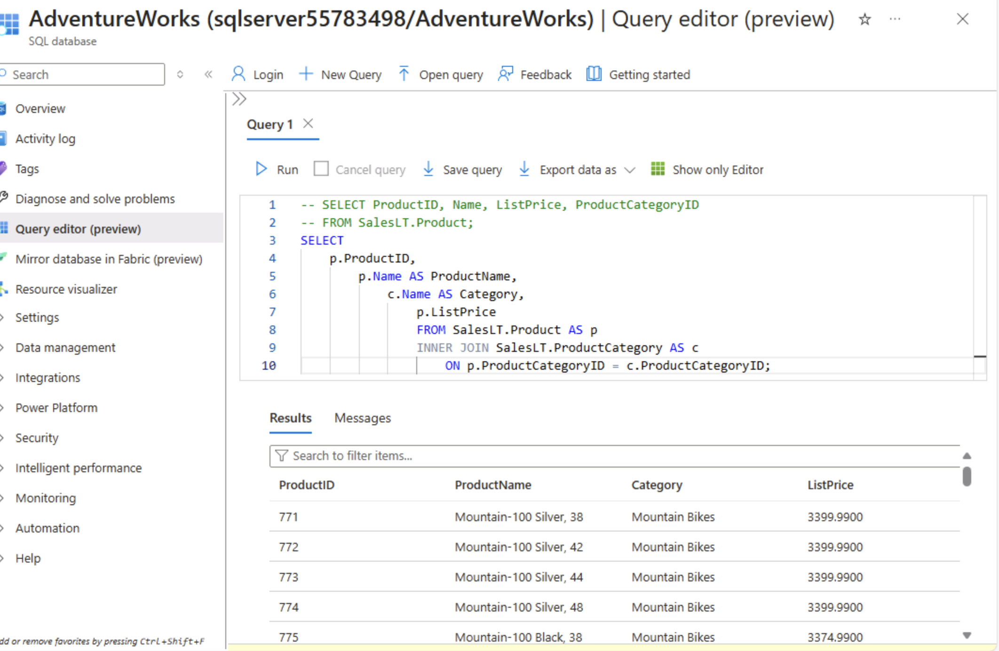 AdventureWorks (sqlserver55783498/AdventureWorks) | Query editor (preview)
SQL database
Search
Login
New Query
Open query
Feedback
Getting started
Overview
Activity log
Tags
Diagnose and solve problems
Query editor (preview)
Mirror database in Fabric (preview)
Resource visualizer
Settings
Data management
Integrations
Power Platform
Security
Intelligent performance
Monitoring
Automation
Help
or remove favorites by pressing Ctrl+Shift+F
Query 1
Run
Cancel query
Save query
Export data as
Show only Editor
1 -- SELECT ProductID, Name, ListPrice, ProductCategoryID
2 -- FROM SalesLT.Product;
3 SELECT
4 p.ProductID,
5 p.Name AS ProductName,
6 c.Name AS Category,
7 p.ListPrice
8 FROM SalesLT.Product AS p
9 INNER JOIN SalesLT.ProductCategory AS c
10 ON p.ProductCategoryID = c.ProductCategoryID;
Results Messages
Search to filter items...
ProductID ProductName Category ListPrice
771 Mountain-100 Silver, 38 Mountain Bikes 3399.9900
772 Mountain-100 Silver, 42 Mountain Bikes 3399.9900
773 Mountain-100 Silver, 44 Mountain Bikes 3399.9900
774 Mountain-100 Silver, 48 Mountain Bikes 3399.9900
775 Mountain-100 Black, 38 Mountain Bikes 3374.9900